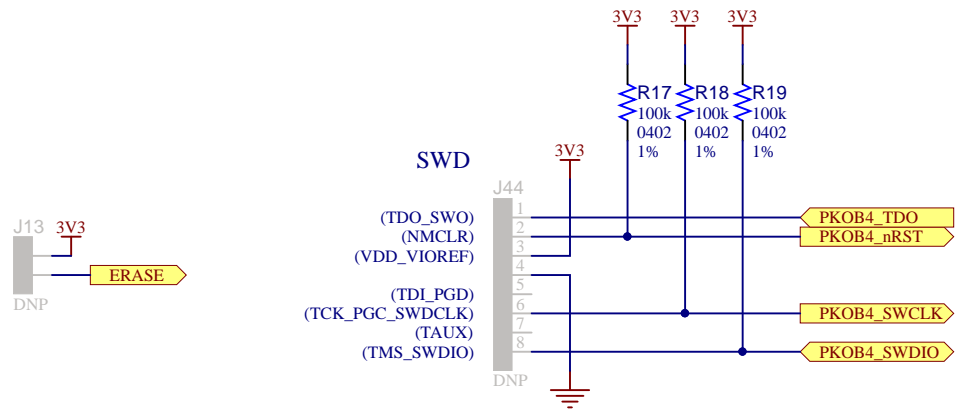 3V3 3V3 3V3
R17 R18 R19
100k 100k 100k
0402 0402 0402
1% 1% 1%
SWD
3V3
J44
(TDO_SWO) 1 PKOB4_TDO
(NMCLR) 2 PKOB4_nRST
(VDD_VIOREF) 3
4
(TDI_PGD) 5
(TCK_PGC_SWDCLK) 6 PKOB4_SWCLK
(TAUX) 7
(TMS_SWDIO) 8 PKOB4_SWDIO
DNP
J13 3V3
ERASE
DNP